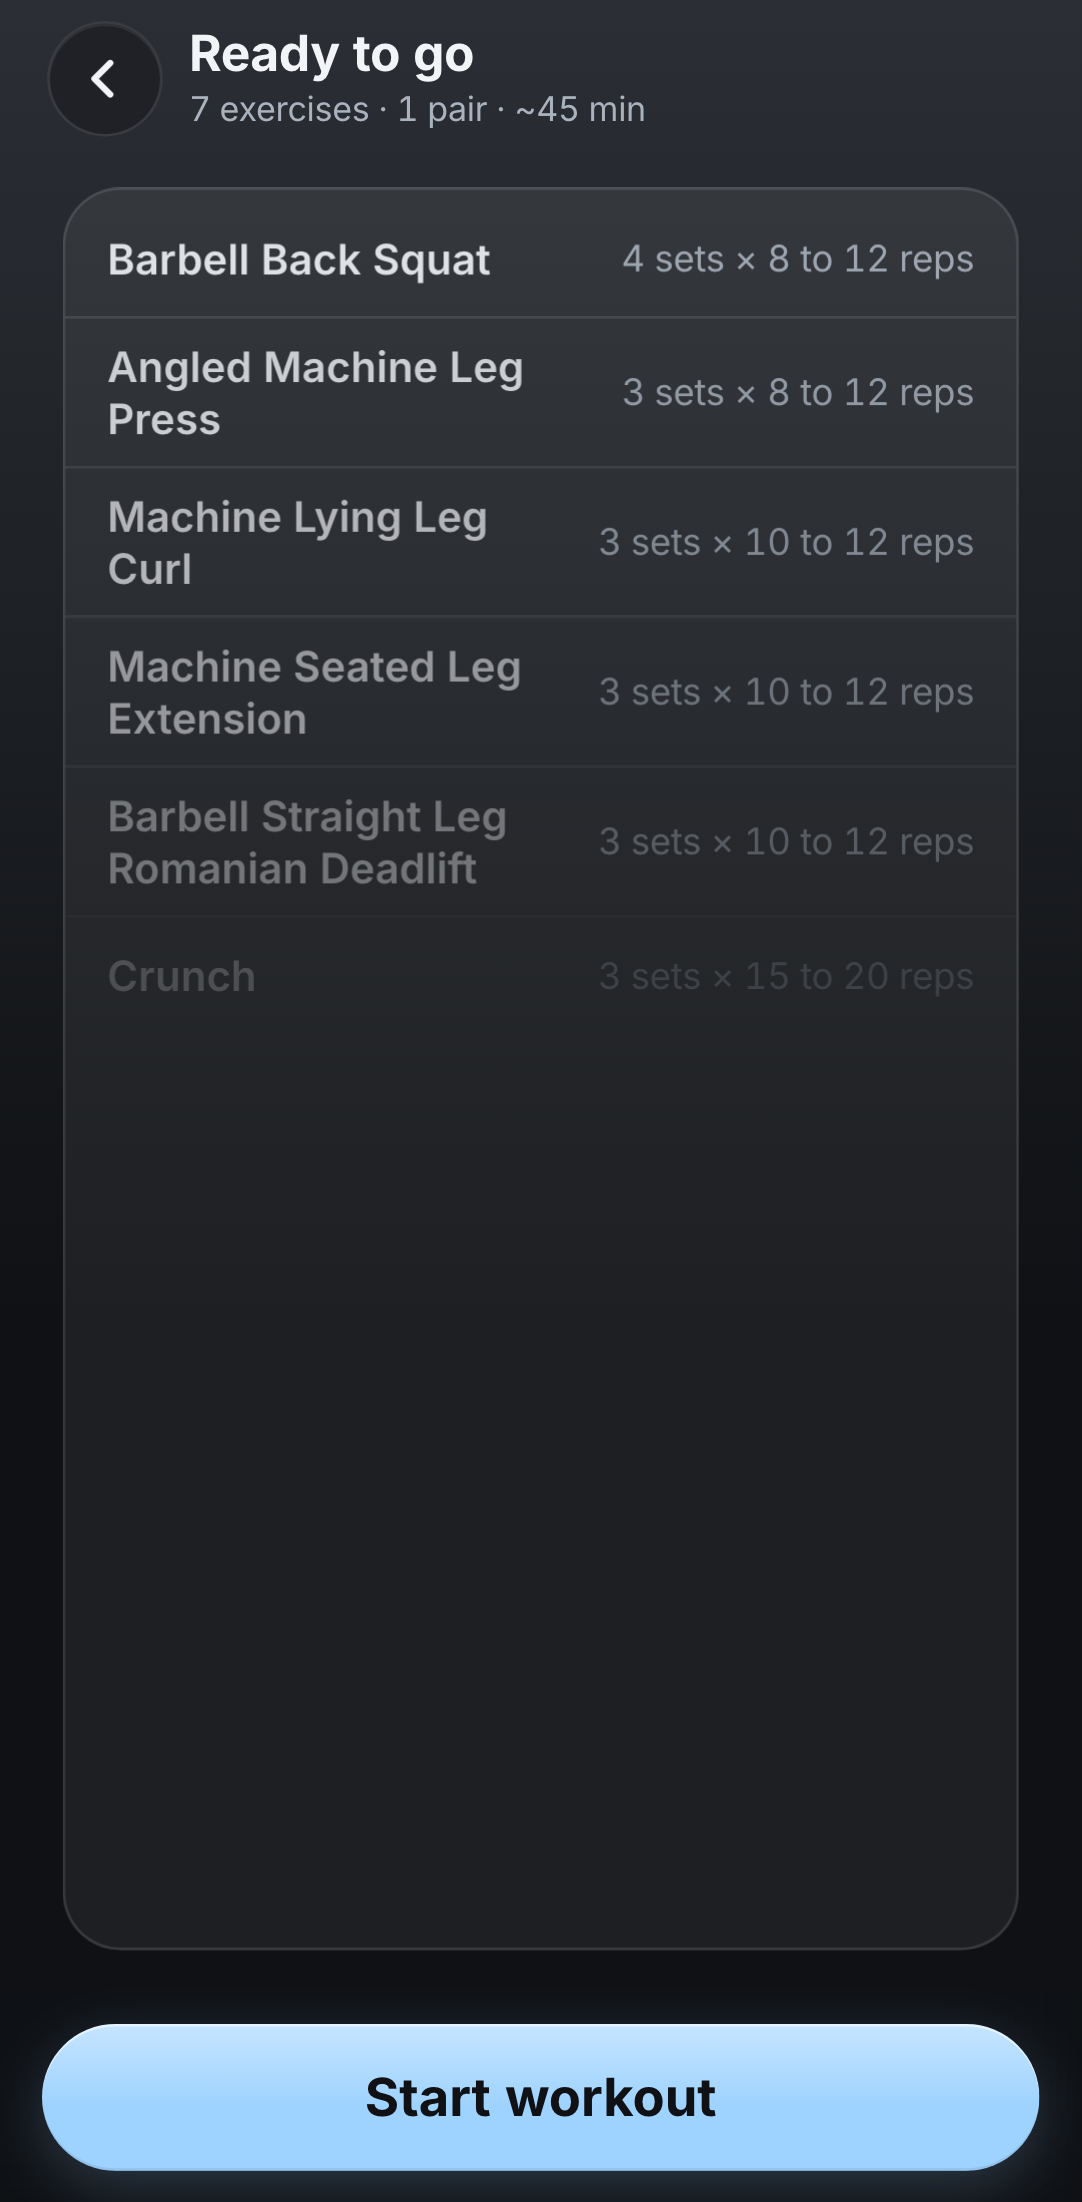 Ready to go
7 exercises · 1 pair · ~45 min
Barbell Back Squat
4 sets × 8 to 12 reps
Angled Machine Leg
Press
3 sets × 8 to 12 reps
Machine Lying Leg
Curl
3 sets × 10 to 12 reps
Machine Seated Leg
Extension
3 sets × 10 to 12 reps
Barbell Straight Leg
Romanian Deadlift
3 sets × 10 to 12 reps
Crunch
3 sets × 15 to 20 reps
Start workout